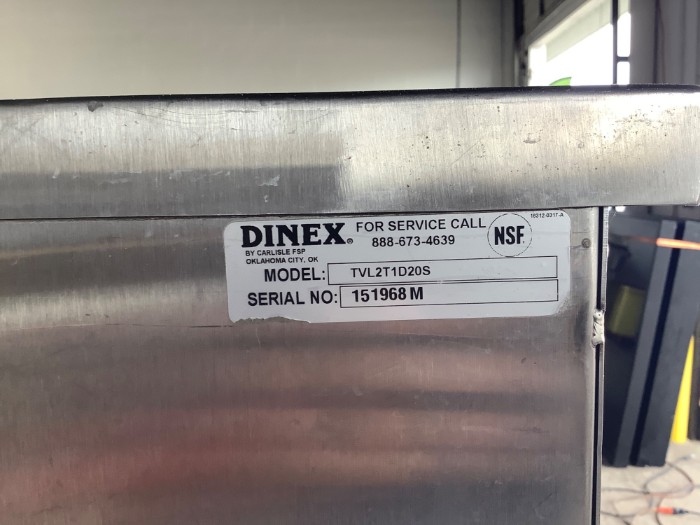 DINEX®
FOR SERVICE CALL
888-673-4639
NSF
BY CARLISLE FSP
OKLAHOMA CITY, OK
MODEL: TVL2T1D20S
SERIAL NO: 151968 M